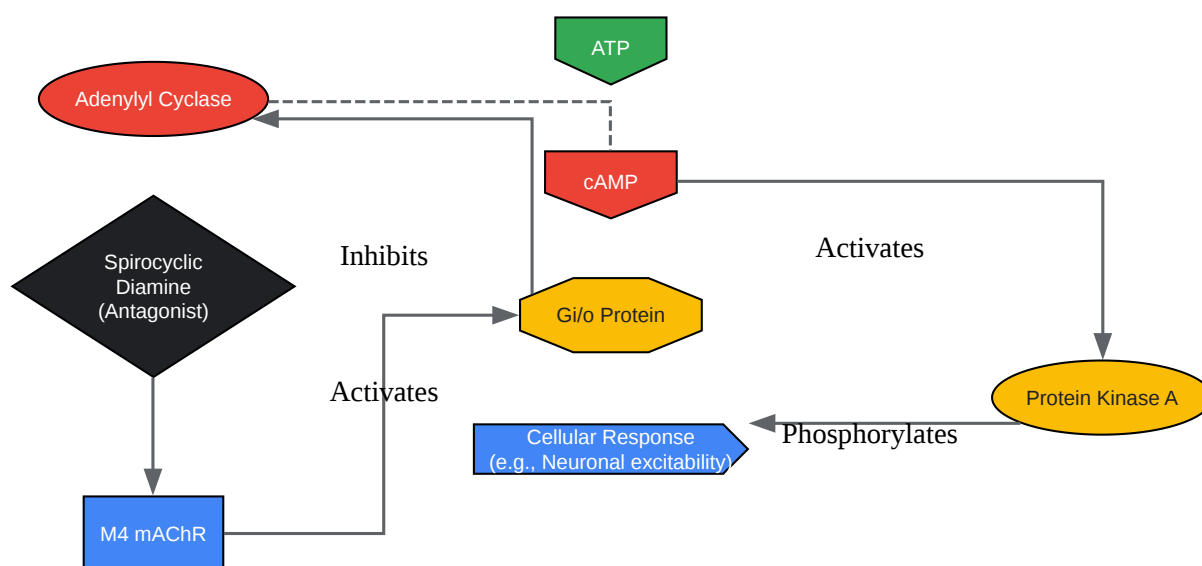 ATP
Adenylyl Cyclase
cAMP
Inhibits
Activates
Spirocyclic
Diamine
(Antagonist)
Gi/o Protein
Activates
Protein Kinase A
Cellular Response
(e.g., Neuronal excitability)
Phosphorylates
M4 mAChR